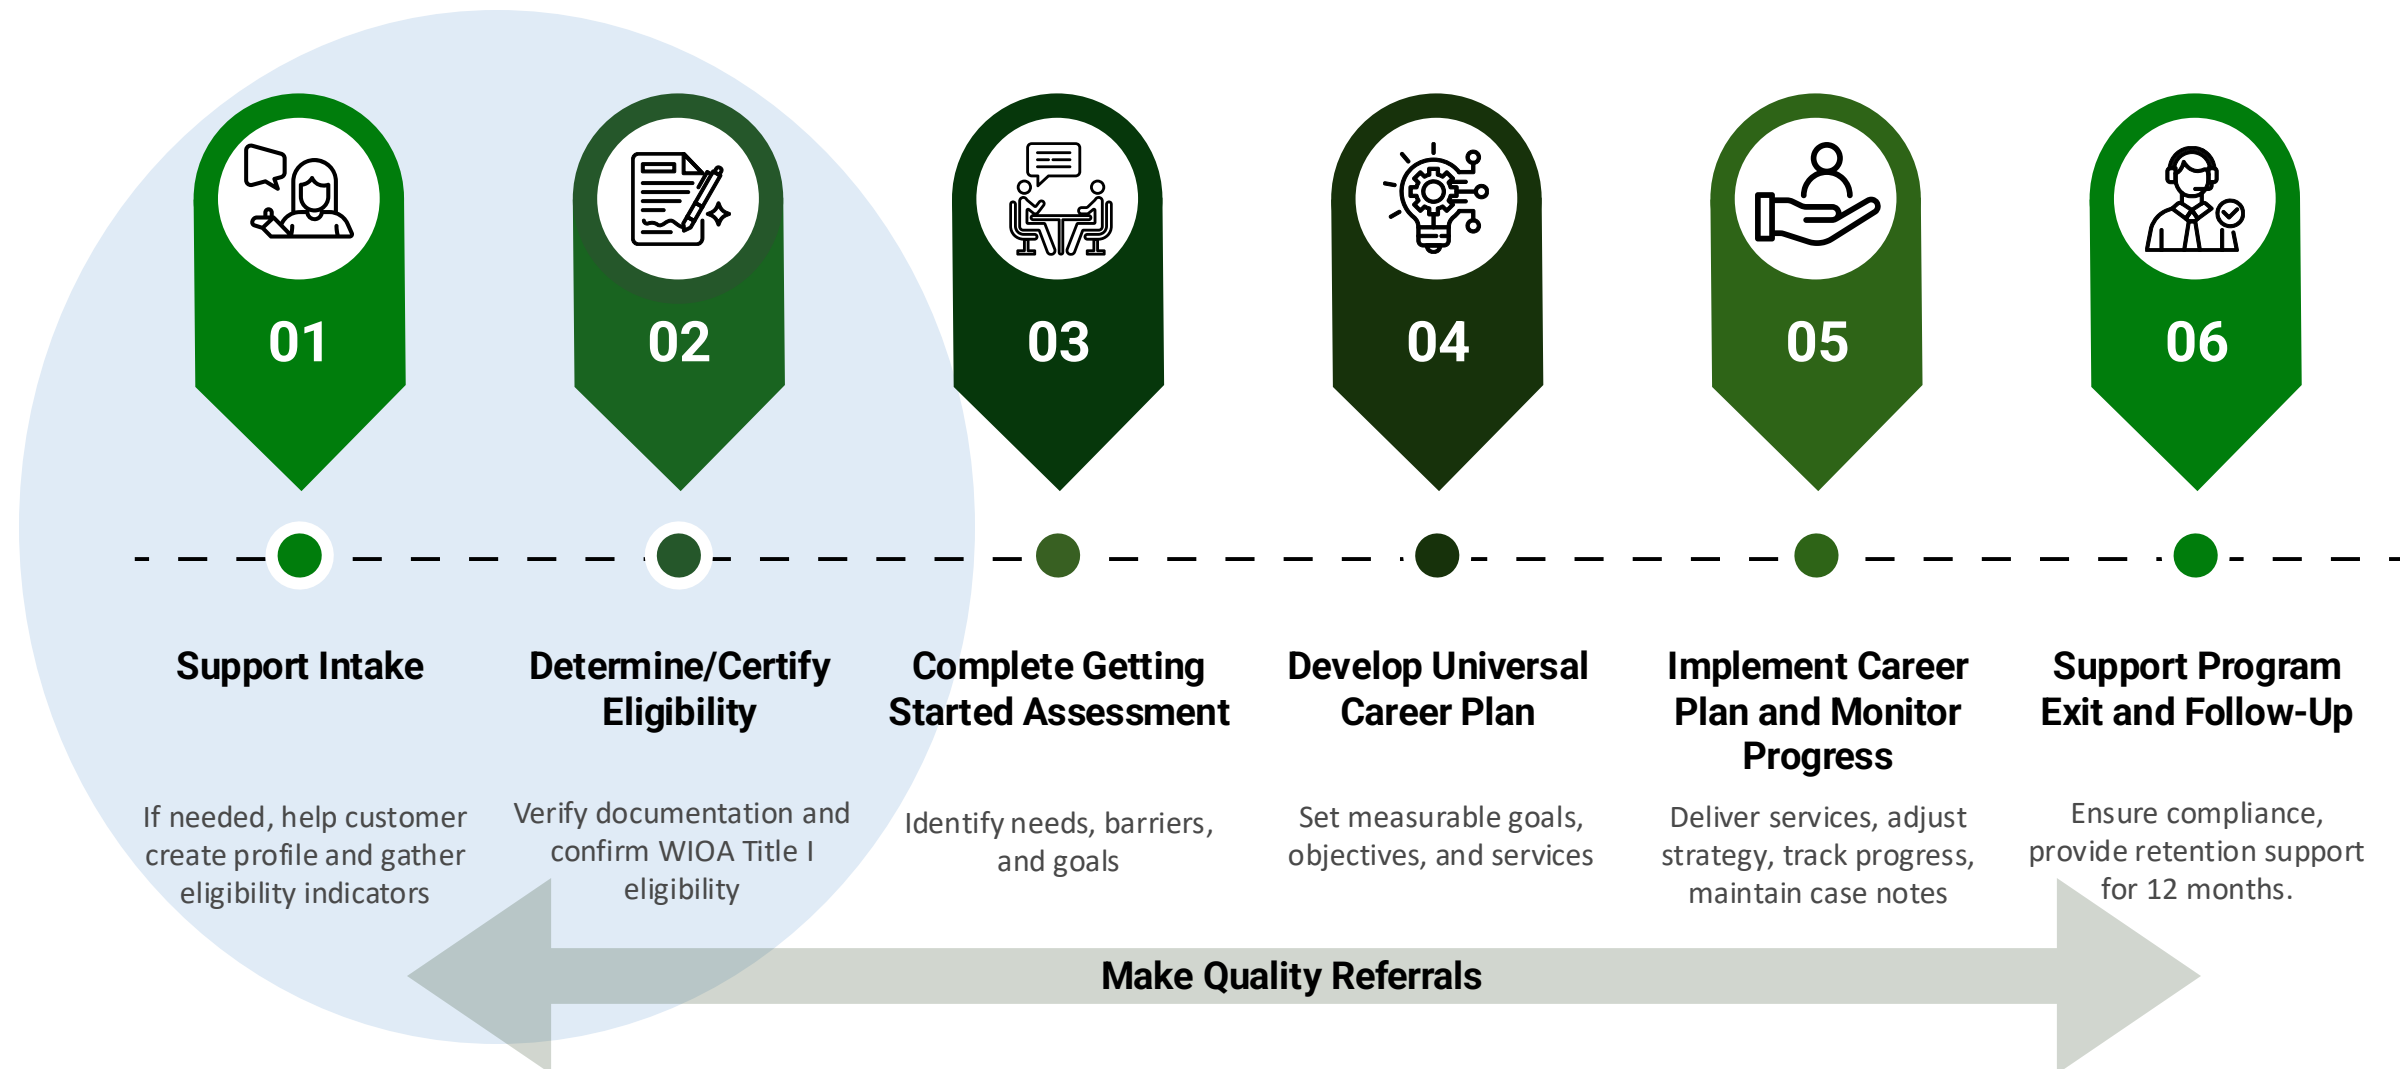 01
Support Intake
If needed, help customer
create profile and gather
eligibility indicators
02
Determine/Certify
Eligibility
Verify documentation and
confirm WIOA Title I
eligibility
03
Complete Getting
Started Assessment
Identify needs, barriers,
and goals
04
Develop Universal
Career Plan
Set measurable goals,
objectives, and services
05
Implement Career
Plan and Monitor
Progress
Deliver services, adjust
strategy, track progress,
maintain case notes
06
Support Program
Exit and Follow-Up
Ensure compliance,
provide retention support
for 12 months.
Make Quality Referrals